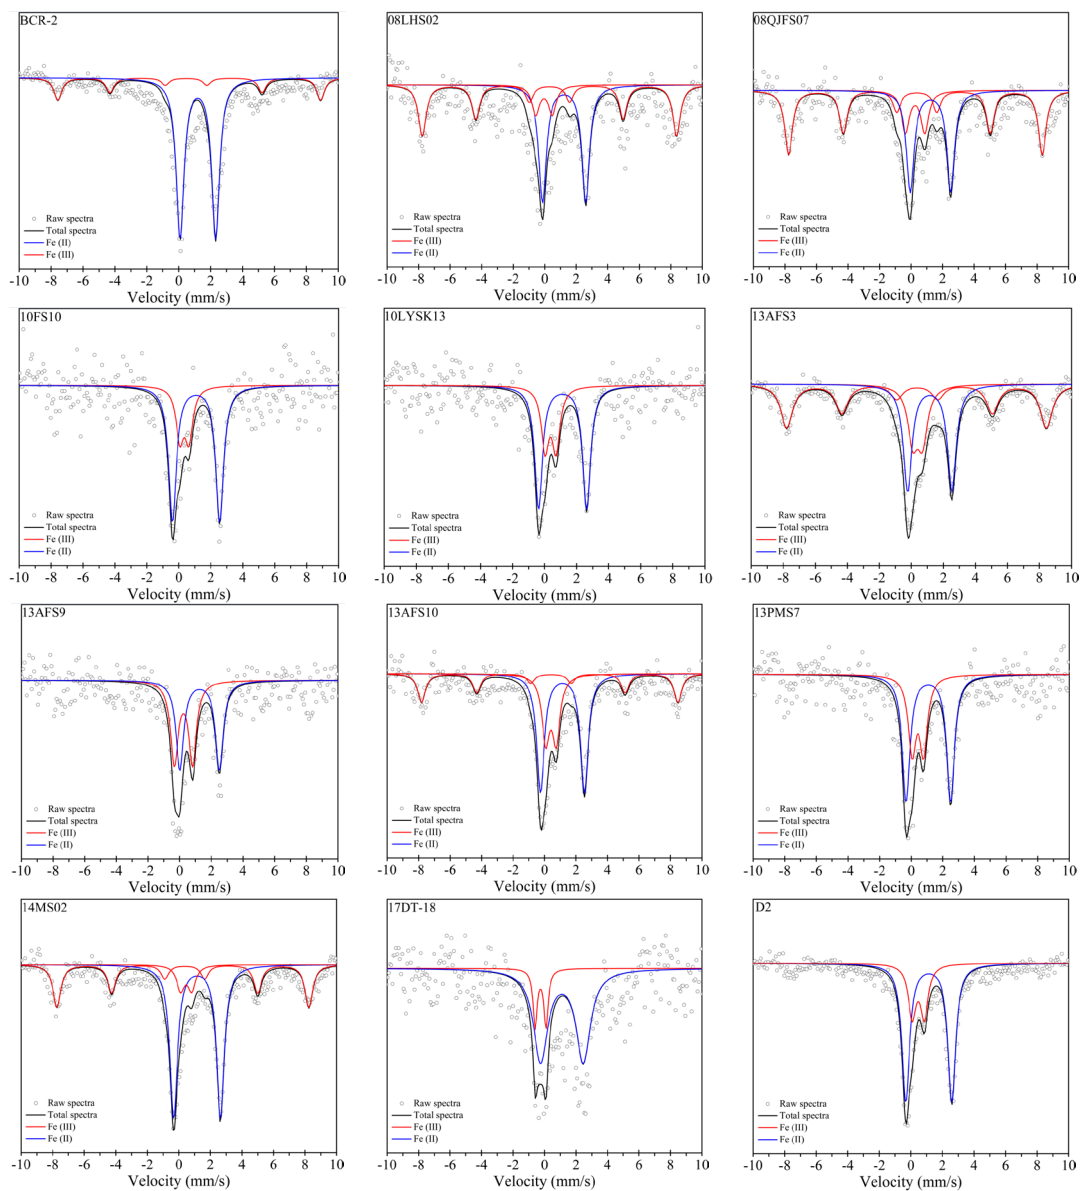 BCR-2
Raw spectra
Total spectra
Fe (II)
Fe (III)
-10 -8 -6 -4 -2 0 2 4 6 8 10
Velocity (mm/s)
08LHS02
Raw spectra
Total spectra
Fe (III)
Fe (II)
-10 -8 -6 -4 -2 0 2 4 6 8 10
Velocity (mm/s)
08QJFS07
Raw spectra
Total spectra
Fe (III)
Fe (II)
-10 -8 -6 -4 -2 0 2 4 6 8 10
Velocity (mm/s)
10FS10
Raw spectra
Total spectra
Fe (III)
Fe (II)
-10 -8 -6 -4 -2 0 2 4 6 8 10
Velocity (mm/s)
10LYSK13
Raw spectra
Total spectra
Fe (III)
Fe (II)
-10 -8 -6 -4 -2 0 2 4 6 8 10
Velocity (mm/s)
13AFS3
Raw spectra
Total spectra
Fe (III)
Fe (II)
-10 -8 -6 -4 -2 0 2 4 6 8 10
Velocity (mm/s)
13AFS9
Raw spectra
Total spectra
Fe (III)
Fe (II)
-10 -8 -6 -4 -2 0 2 4 6 8 10
Velocity (mm/s)
13AFS10
Raw spectra
Total spectra
Fe (III)
Fe (II)
-10 -8 -6 -4 -2 0 2 4 6 8 10
Velocity (mm/s)
13PMS7
Raw spectra
Total spectra
Fe (III)
Fe (II)
-10 -8 -6 -4 -2 0 2 4 6 8 10
Velocity (mm/s)
14MS02
Raw spectra
Total spectra
Fe (III)
Fe (II)
-10 -8 -6 -4 -2 0 2 4 6 8 10
Velocity (mm/s)
17DT-18
Raw spectra
Total spectra
Fe (III)
Fe (II)
-10 -8 -6 -4 -2 0 2 4 6 8 10
Velocity (mm/s)
D2
Raw spectra
Total spectra
Fe (III)
Fe (II)
-10 -8 -6 -4 -2 0 2 4 6 8 10
Velocity (mm/s)